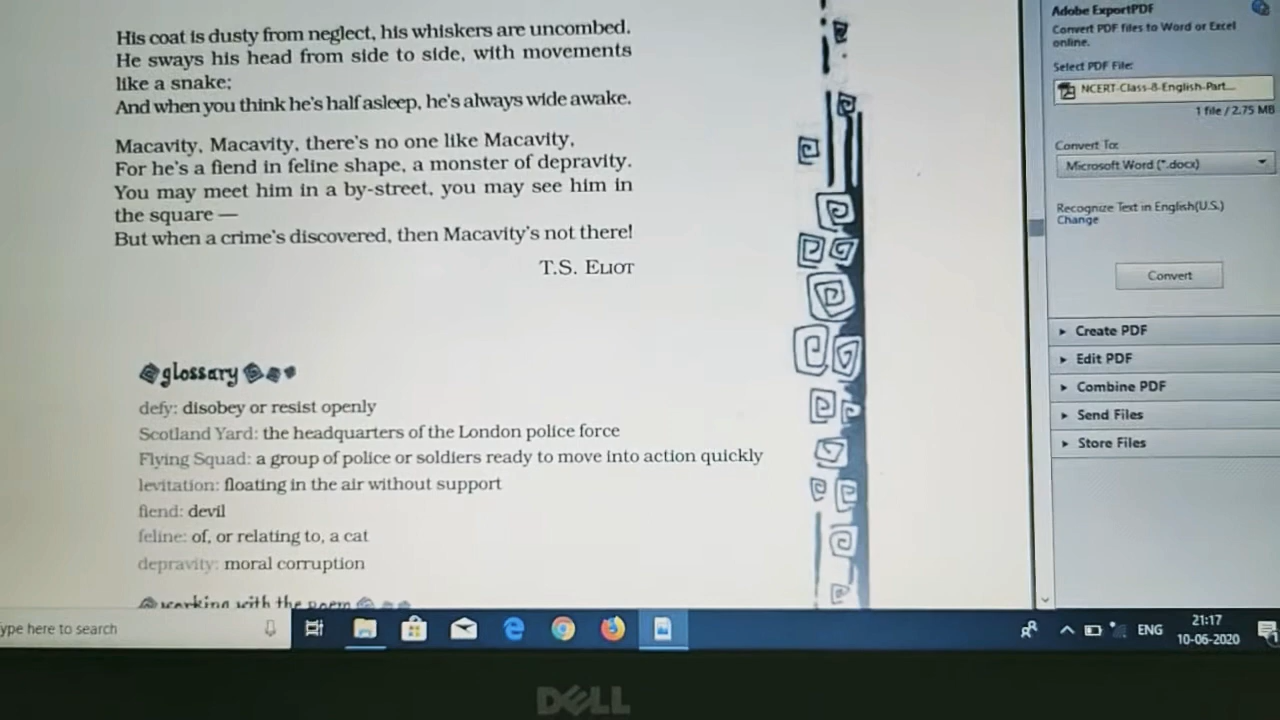 His coat is dusty from neglect, his whiskers are uncombed.
He sways his head from side to side, with movements
like a snake;
And when you think he's half asleep, he's always wide awake.
Macavity, Macavity, there's no one like Macavity,
For he's a fiend in feline shape, a monster of depravity.
You may meet him in a by-street, you may see him in
the square —
But when a crime's discovered, then Macavity's not there!
T.S. ELIOT
glossary
defy: disobey or resist openly
Scotland Yard: the headquarters of the London police force
Flying Squad: a group of police or soldiers ready to move into action quickly
levitation: floating in the air without support
fiend: devil
feline: of, or relating to, a cat
depravity: moral corruption
working with the poem
Adobe ExportPDF
Convert PDF files to Word or Excel
online.
Select PDF File:
NCERT-Class-8-English-Part...
1 file / 2.75 MB
Convert To:
Microsoft Word (*.docx)
Recognize Text in English(U.S.)
Change
Convert
Create PDF
Edit PDF
Combine PDF
Send Files
Store Files
ype here to search
ENG
21:17
10-06-2020
1
DELL